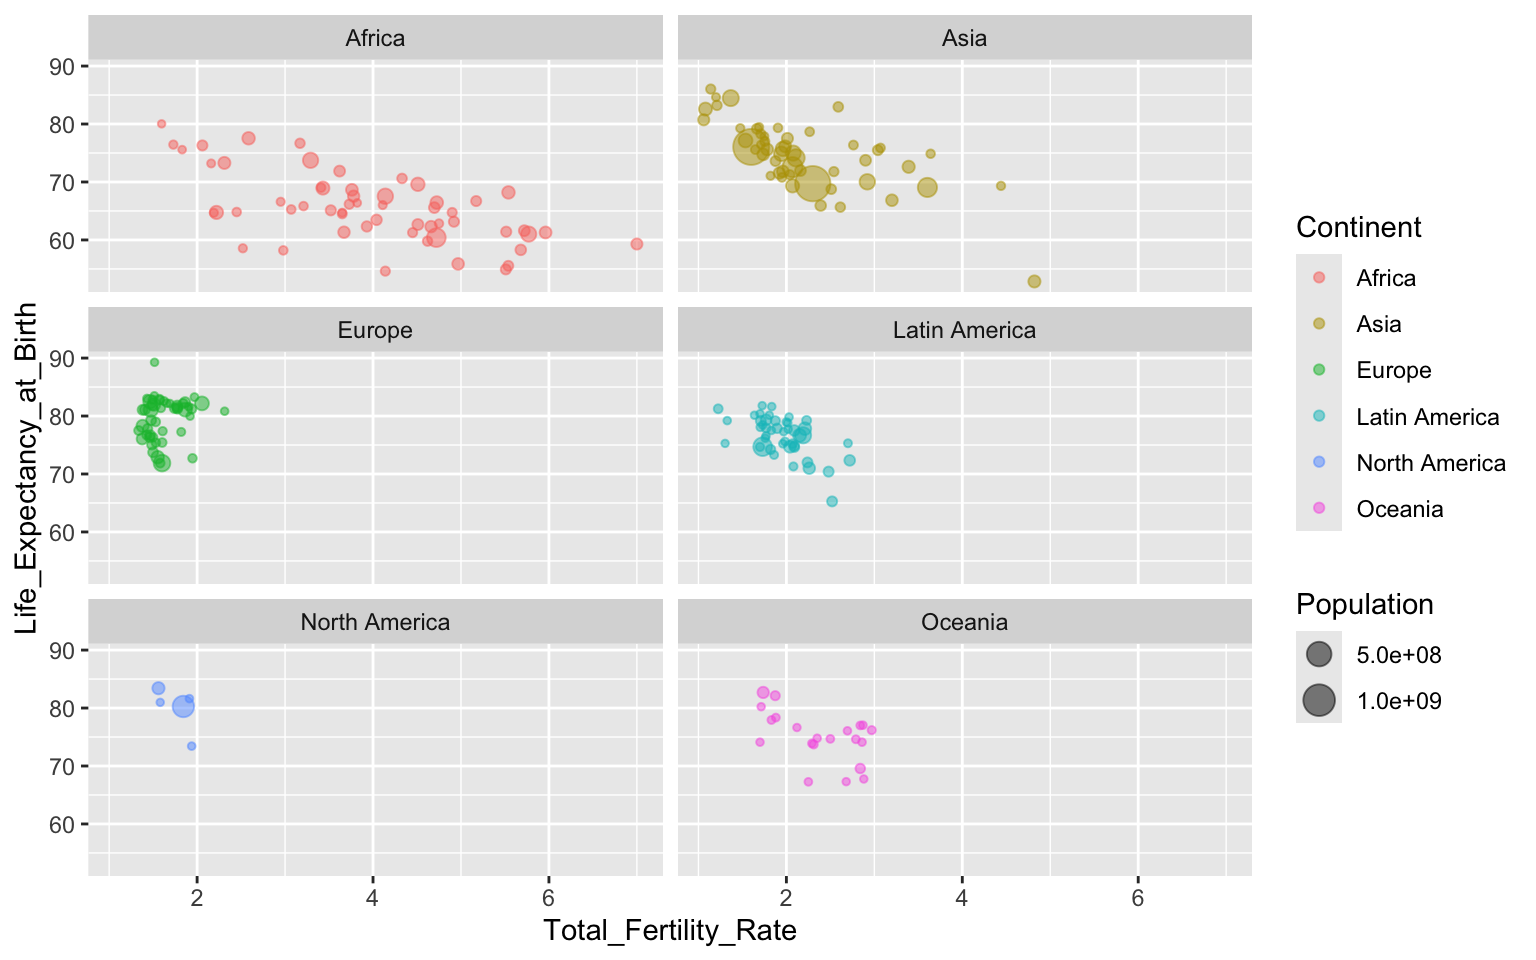 Africa
Asia
90
80
70
60
Europe
Latin America
90
80
70
60
North America
Oceania
90
80
70
60
2
4
6
2
4
6
Total_Fertility_Rate
Life_Expectancy_at_Birth
Continent
Africa
Asia
Europe
Latin America
North America
Oceania
Population
5.0e+08
1.0e+09